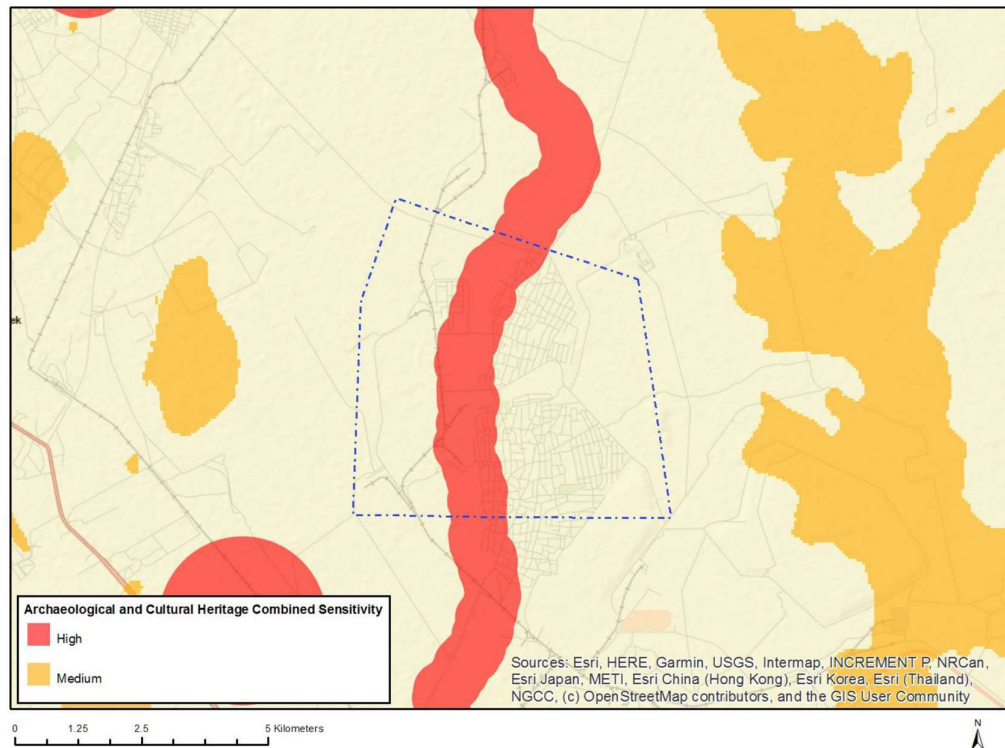 ek
Archaeological and Cultural Heritage Combined Sensitivity
High
Medium
Sources: Esri, HERE, Garmin, USGS, Intermap, INCREMENT P, NRCan,
Esri Japan, METI, Esri China (Hong Kong), Esri Korea, Esri (Thailand),
NGCC, (c) OpenStreetMap contributors, and the GIS User Community
0 1.25 2.5 5 Kilometers
N